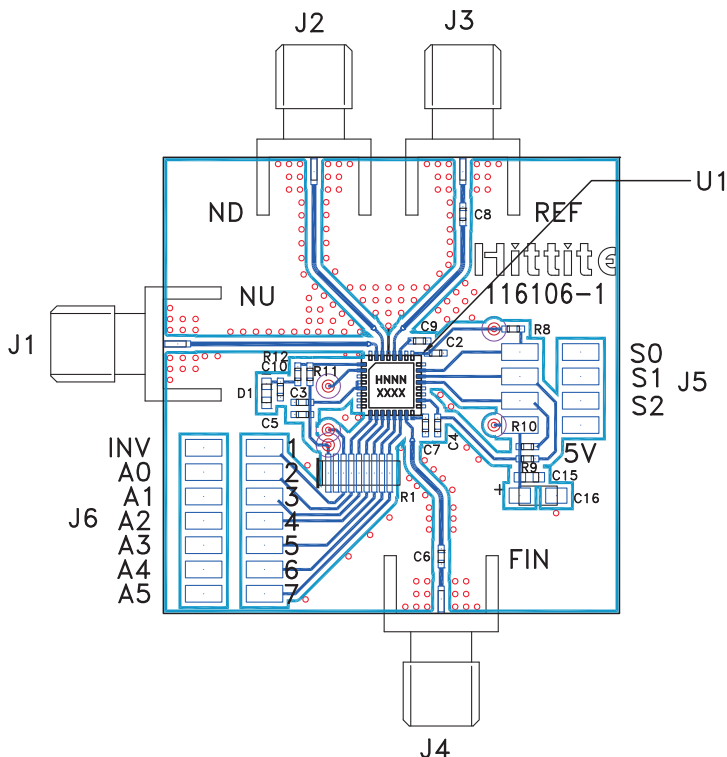 J2
J3
U1
ND
C8
REF
Hittite
116106-1
NU
J1
C9
C2
R8
R12
C10
R11
D1
C3
C5
HNNN
XXXX
S0
S1
J5
S2
R10
5V
R9
C15
C16
+
C7
C4
INV
1
A0
2
A1
3
J6
A2
4
A3
5
A4
6
A5
7
R1
C6
FIN
J4